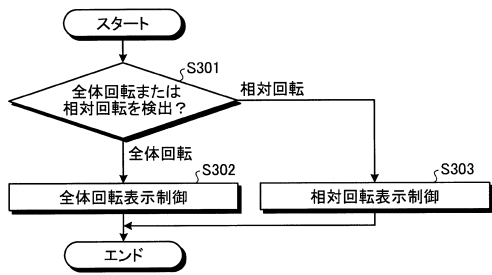 スタート
S301
全体回転または
相対回転を検出？
相対回転
全体回転
S302
全体回転表示制御
S303
相対回転表示制御
エンド